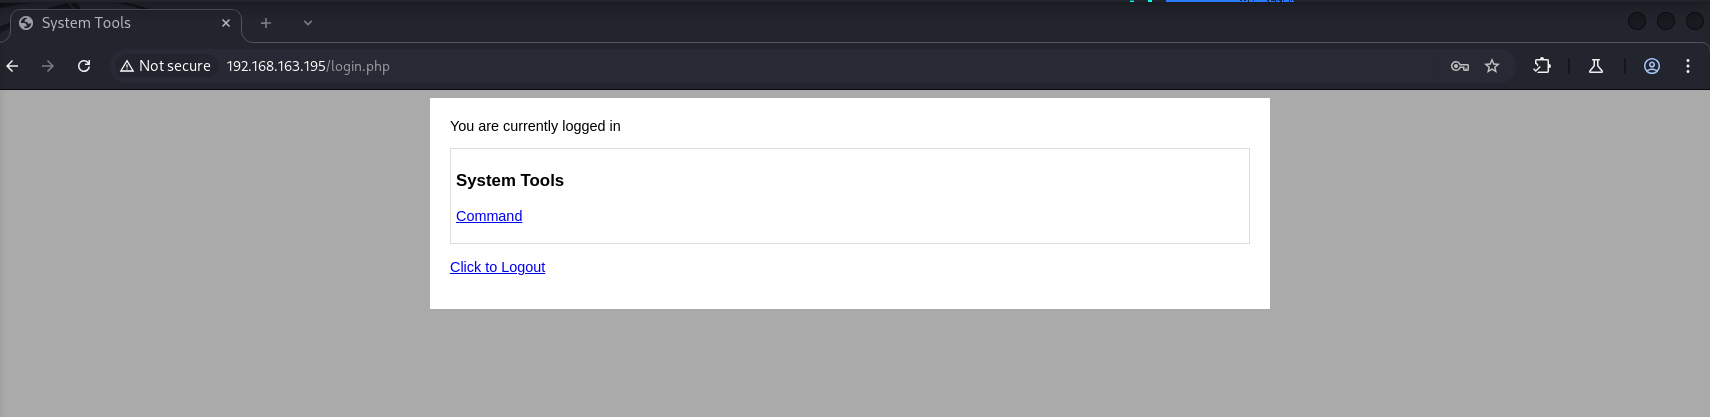 System Tools
Not secure 192.168.163.195/login.php
You are currently logged in
System Tools
Command
Click to Logout